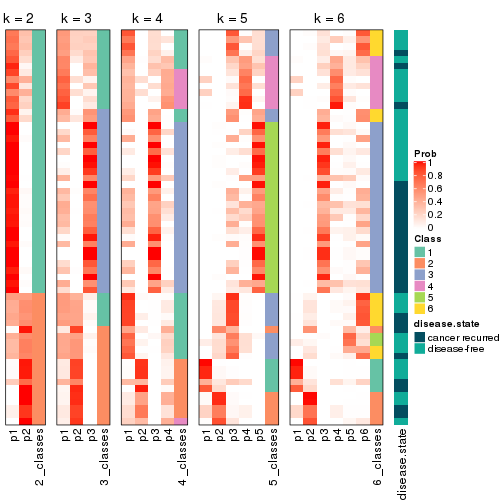 k = 2 k = 3 k = 4 k = 5 k = 6
Prob
1
0.8
0.6
0.4
0.2
0
Class
1
2
3
4
5
6
disease.state
cancer recurred
disease-free
p1 p2 2_classes p1 p2 p3 3_classes p1 p2 p3 p4 4_classes p1 p2 p3 p4 p5 5_classes p1 p2 p3 p4 p5 p6 6_classes disease.state